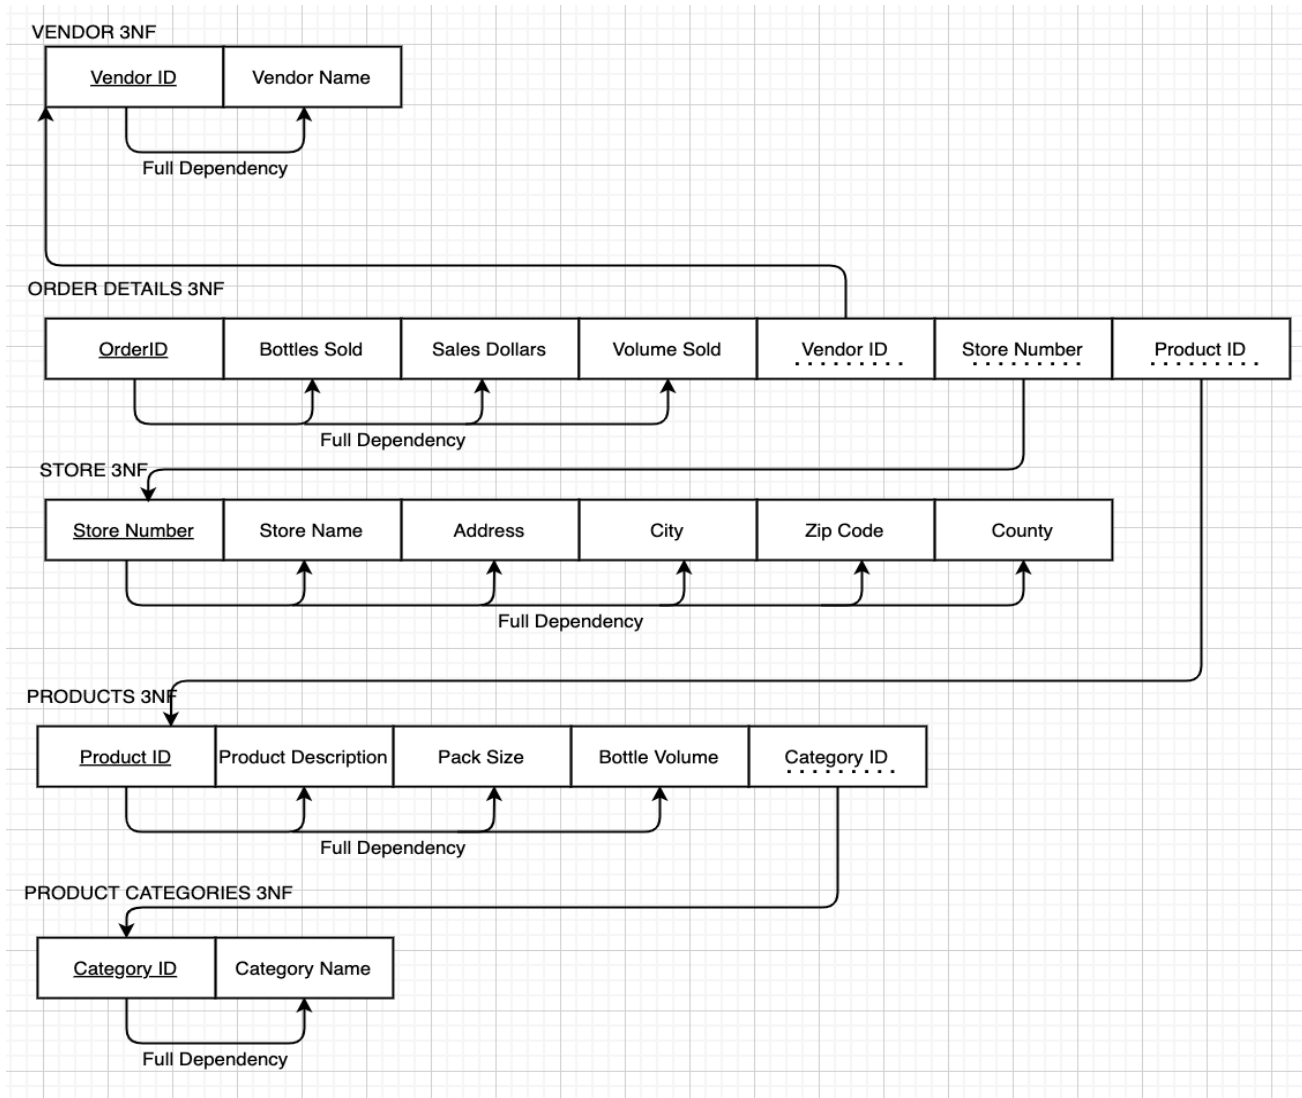 VENDOR 3NF
Vendor ID Vendor Name
Full Dependency
ORDER DETAILS 3NF
OrderID Bottles Sold Sales Dollars Volume Sold Vendor ID Store Number Product ID
Full Dependency
STORE 3NF
Store Number Store Name Address City Zip Code County
Full Dependency
PRODUCTS 3NF
Product ID Product Description Pack Size Bottle Volume Category ID
Full Dependency
PRODUCT CATEGORIES 3NF
Category ID Category Name
Full Dependency